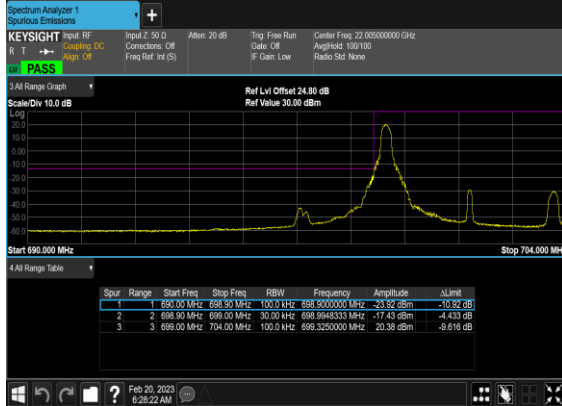 Spectrum Analyzer 1
Spurious Emissions
+
KEYSIGHT Input: RF Input Z: 50 Ω Atten: 20 dB Trig: Free Run Center Freq: 22.005000000 GHz
R T Coupling: DC Corrections: Off Gate: Off Avg|Hold: 100/100
Align: Off Freq Ref: Int (S) IF Gain: Low Radio Std: None
PASS
3 All Range Graph
Ref Lvl Offset 24.80 dB
Scale/Div 10.0 dB Ref Value 30.00 dBm
Log
20.0
10.0
0.00
-10.0
-20.0
-30.0
-40.0
-50.0
-60.0
Start 690.000 MHz Stop 704.000 MH
4 All Range Table
Spur Range Start Freq Stop Freq RBW Frequency Amplitude ΔLimit
1 1 690.00 MHz 698.90 MHz 100.0 kHz 698.9000000 MHz -23.92 dBm -10.92 dB
2 2 698.90 MHz 699.00 MHz 30.00 kHz 698.9948333 MHz -17.43 dBm -4.433 dB
3 3 699.00 MHz 704.00 MHz 100.0 kHz 699.3250000 MHz 20.38 dBm -9.616 dB
? Feb 20, 2023
6:28:22 AM